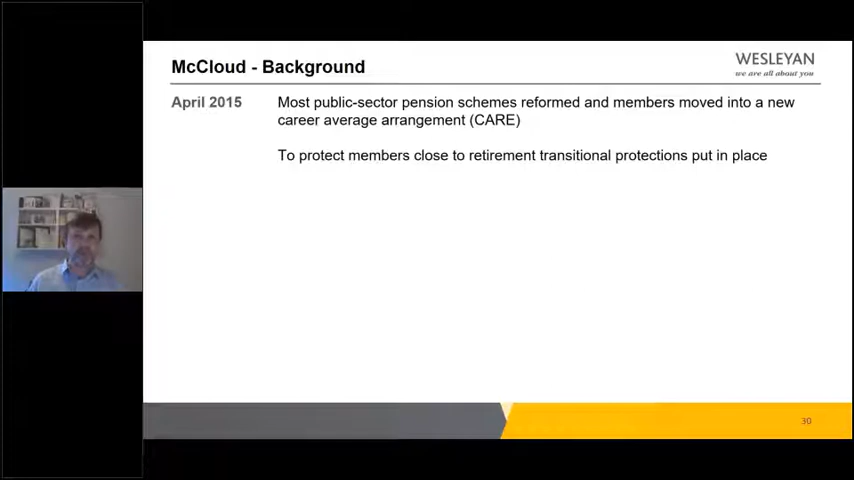 McCloud - Background
WESLEYAN
we are all about you
April 2015
Most public-sector pension schemes reformed and members moved into a new
career average arrangement (CARE)
To protect members close to retirement transitional protections put in place
30